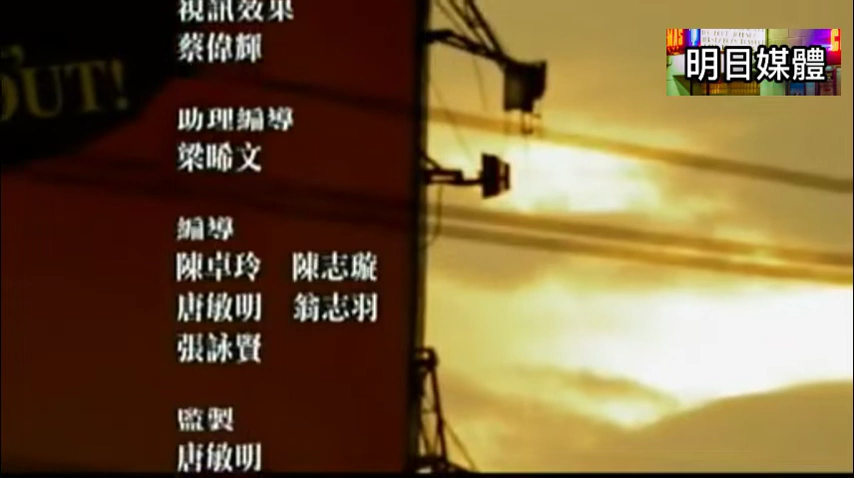 視訊效果
蔡偉輝
OUT!
助理編導
梁晞文
編導
陳卓玲 陳志璇
唐敏明 翁志羽
張詠賢
監製
唐敏明
明日媒體